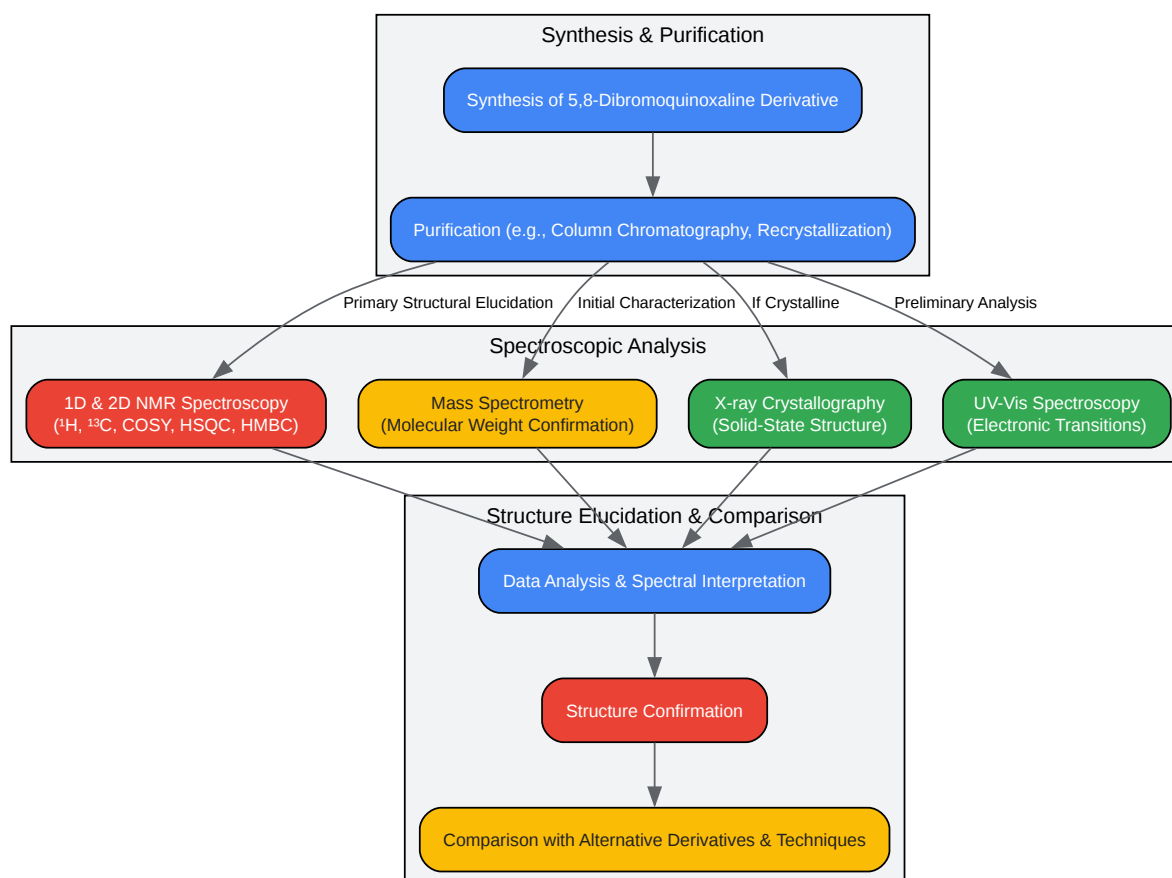 Synthesis & Purification
Synthesis of 5,8-Dibromoquinoxaline Derivative
Purification (e.g., Column Chromatography, Recrystallization)
Primary Structural Elucidation
Initial Characterization
If Crystalline
Preliminary Analysis
Spectroscopic Analysis
1D & 2D NMR Spectroscopy
(¹H, ¹³C, COSY, HSQC, HMBC)
Mass Spectrometry
(Molecular Weight Confirmation)
X-ray Crystallography
(Solid-State Structure)
UV-Vis Spectroscopy
(Electronic Transitions)
Structure Elucidation & Comparison
Data Analysis & Spectral Interpretation
Structure Confirmation
Comparison with Alternative Derivatives & Techniques